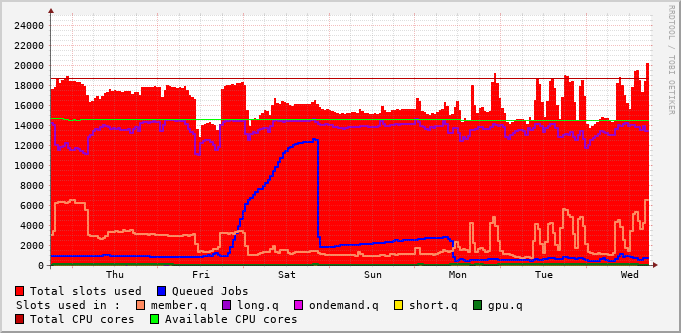 24000
22000
20000
18000
16000
14000
12000
10000
8000
6000
4000
2000
0
Thu Fri Sat Sun Mon Tue Wed
RRDTOOL / TOBI OETIKER
Total slots used Queued Jobs
Slots used in : member.q long.q ondemand.q short.q gpu.q
Total CPU cores
Available CPU cores